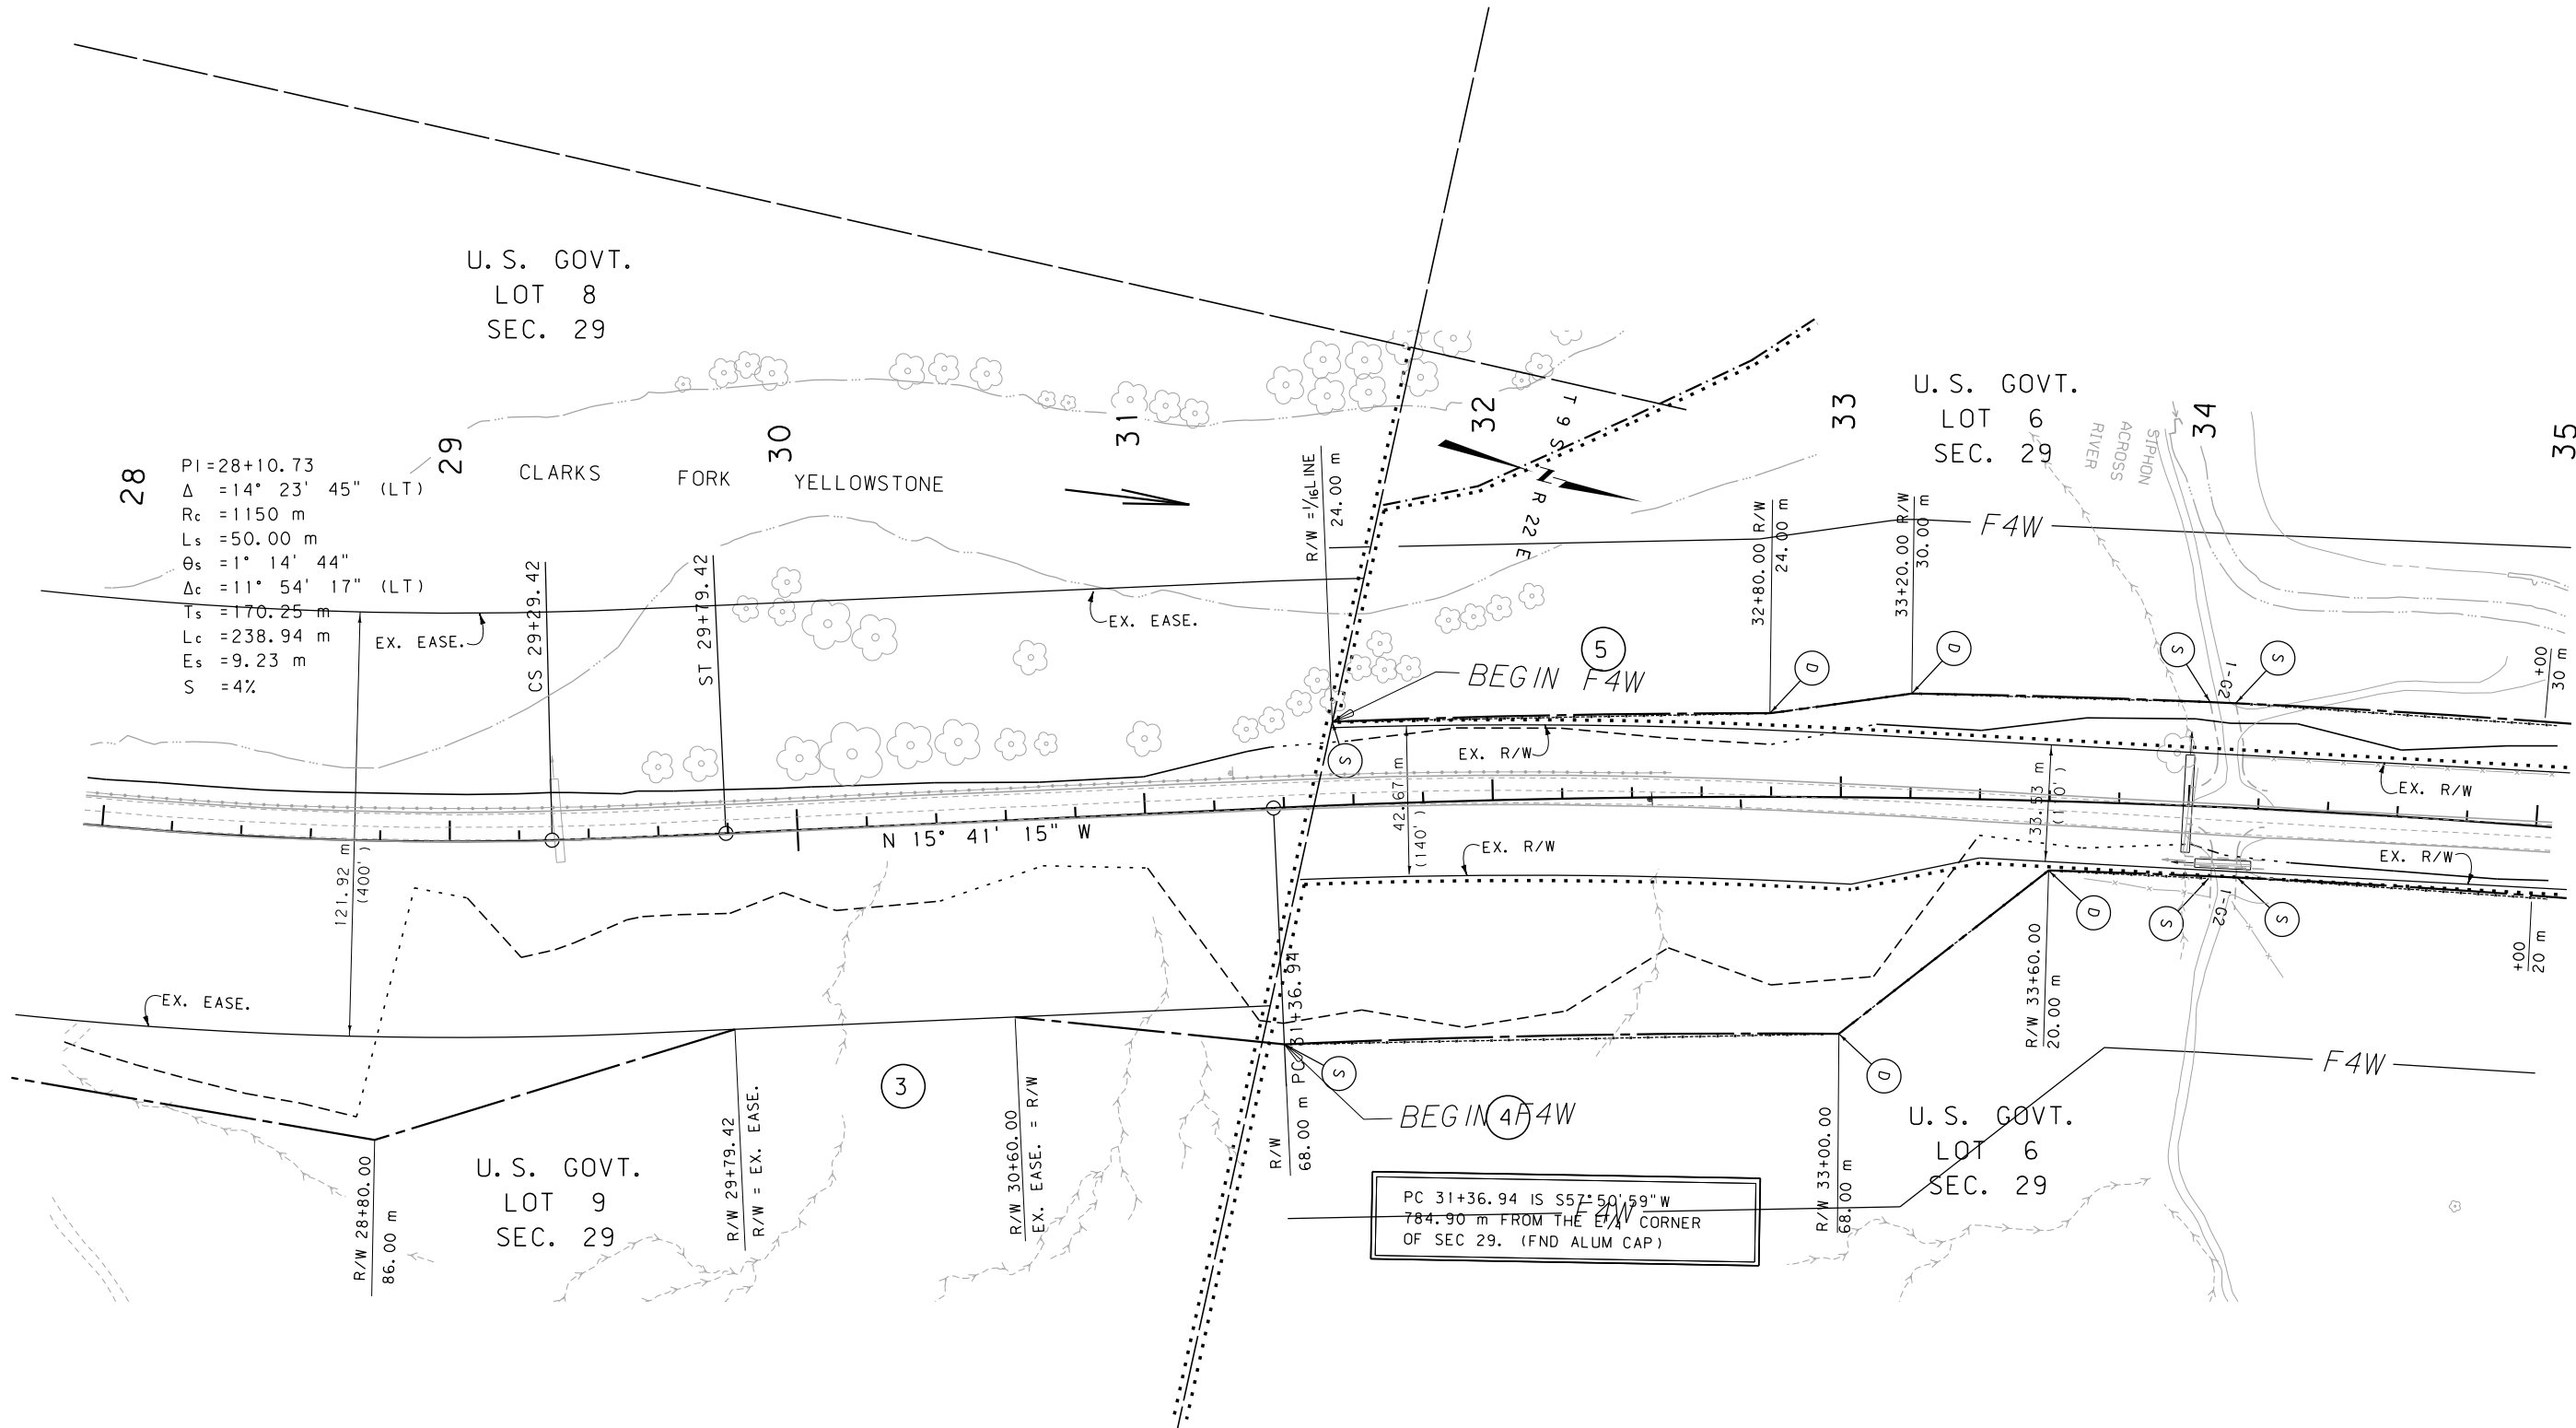 U.S. GOVT.
LOT 8
SEC. 29
28
29
30
31
32
33
34
35
PI =28+10.73
Δ =14° 23' 45" (LT)
Rc =1150 m
Ls =50.00 m
Θs =1° 14' 44"
Δc =11° 54' 17" (LT)
Ts =170.25 m
Lc =238.94 m
Es =9.23 m
S =4%
CLARKS FORK YELLOWSTONE
CS 29+29.42
ST 29+79.42
EX. EASE.
EX. EASE.
121.92 m
(400')
R/W =1/16LINE
24.00 m
T 9 S
R 22 E
32+80.00 R/W
24.00 m
33+20.00 R/W
30.00 m
U.S. GOVT.
LOT 6
SEC. 29
SIPHON
ACROSS
RIVER
F4W
5
BEGIN F4W
D
D
S
S
1-G2
+00
30 m
S
EX. R/W
42.67 m
(140')
33.53 m
(110')
EX. R/W
N 15° 41' 15" W
EX. R/W
EX. R/W
D
S
S
-G2
+00
20 m
R/W 33+60.00
20.00 m
EX. EASE.
R/W 28+80.00
86.00 m
3
R/W 29+79.42
R/W = EX. EASE.
R/W 30+60.00
EX. EASE. = R/W
U.S. GOVT.
LOT 9
SEC. 29
R/W
68.00 m PC 31+36.94
S
BEGIN F4W
4
D
R/W 33+00.00
68.00 m
F4W
U.S. GOVT.
LOT 6
SEC. 29
PC 31+36.94 IS S57°50'59"W
784.90 m FROM THE E1/4 CORNER
OF SEC 29. (FND ALUM CAP)
F4W